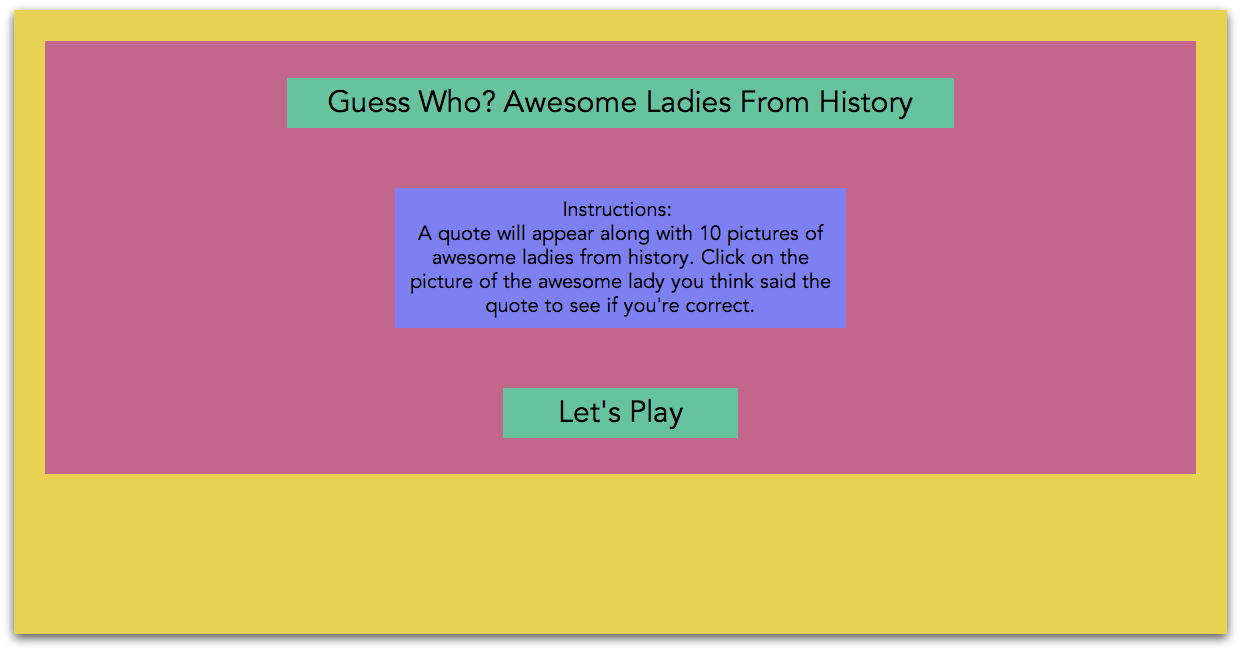 Guess Who? Awesome Ladies From History
Instructions:
A quote will appear along with 10 pictures of
awesome ladies from history. Click on the
picture of the awesome lady you think said the
quote to see if you're correct.
Let's Play